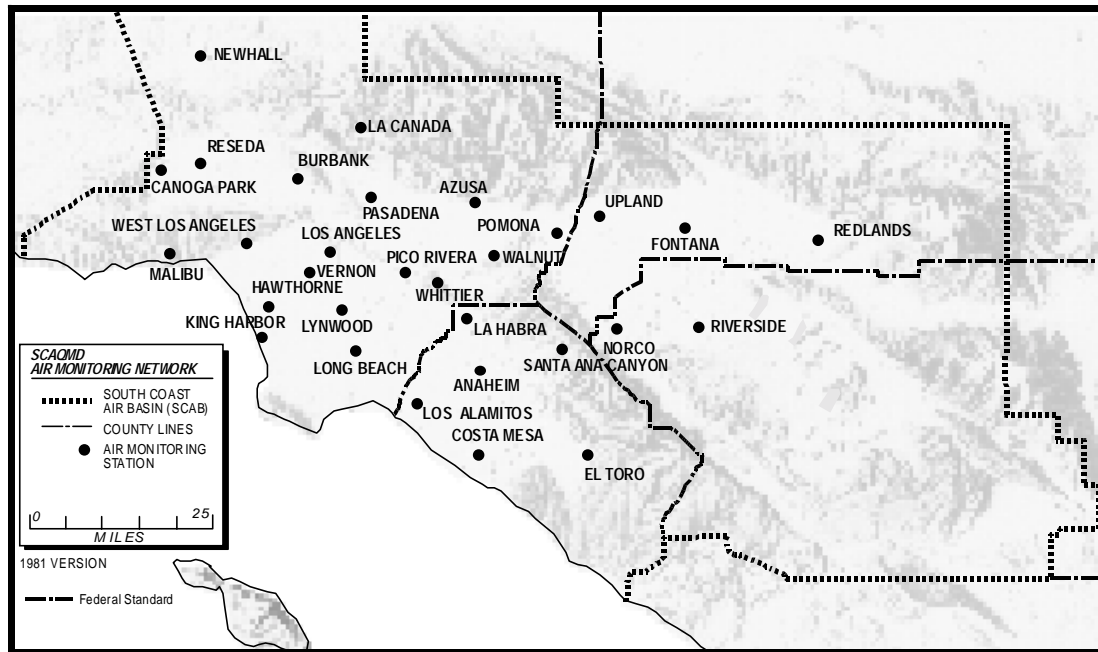 NEWHALL
LA CANADA
RESEDA
BURBANK
CANOGA PARK
AZUSA
PASADENA
UPLAND
WEST LOS ANGELES
POMONA
LOS ANGELES
FONTANA
REDLANDS
PICO RIVERA
WALNUT
MALIBU
VERNON
HAWTHORNE
WHITTIER
KING HARBOR
LYNWOOD
LA HABRA
RIVERSIDE
NORCO
SANTA ANA CANYON
LONG BEACH
ANAHEIM
LOS ALAMITOS
COSTA MESA
EL TORO
SCAQMD
AIR MONITORING NETWORK
SOUTH COAST
AIR BASIN (SCAB)
COUNTY LINES
AIR MONITORING
STATION
0 25
MILES
1981 VERSION
Federal Standard